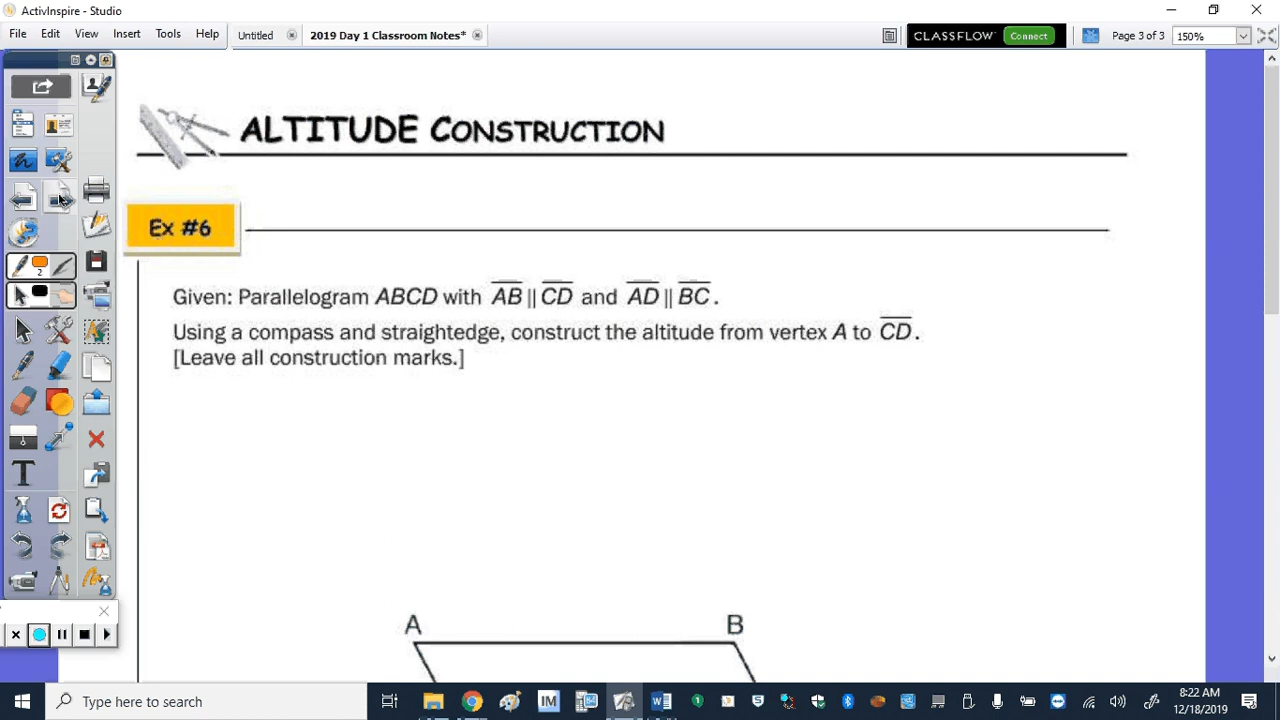 ActivInspire - Studio
File Edit View Insert Tools Help Untitled 2019 Day 1 Classroom Notes* CLASSFLOW Connect Page 3 of 3 150%
ALTITUDE CONSTRUCTION
Ex #6
Given: Parallelogram ABCD with AB || CD and AD || BC.
Using a compass and straightedge, construct the altitude from vertex A to CD.
[Leave all construction marks.]
2
T
A B
Type here to search
IM
W
8:22 AM
12/18/2019